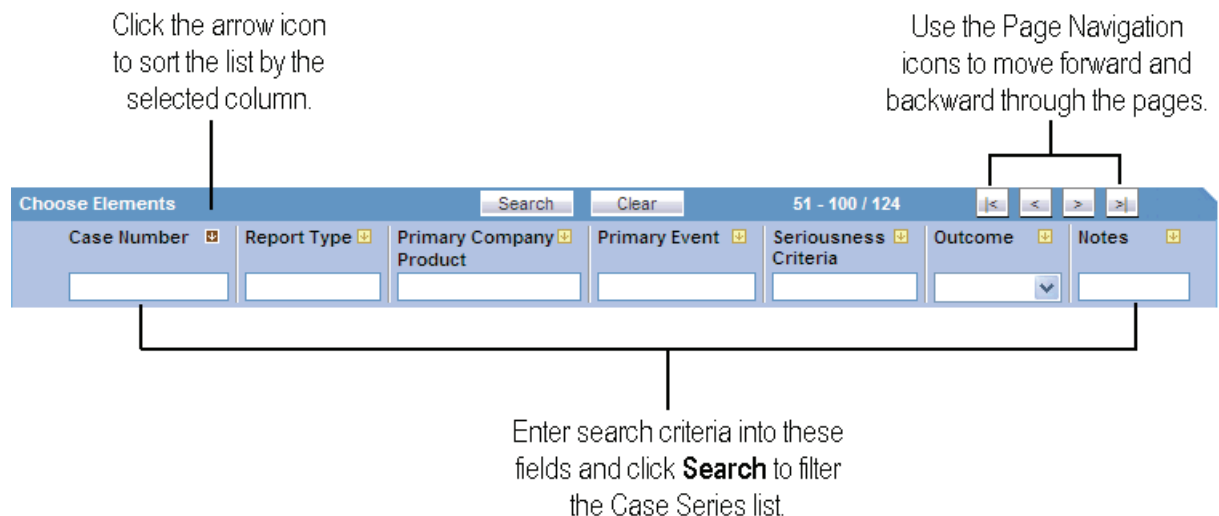 Click the arrow icon
to sort the list by the
selected column.
Use the Page Navigation
icons to move forward and
backward through the pages.
Choose Elements Search Clear 51 - 100 / 124 |< < > >|
Case Number Report Type Primary Company Primary Event Seriousness Outcome Notes
Product Criteria
Enter search criteria into these
fields and click Search to filter
the Case Series list.